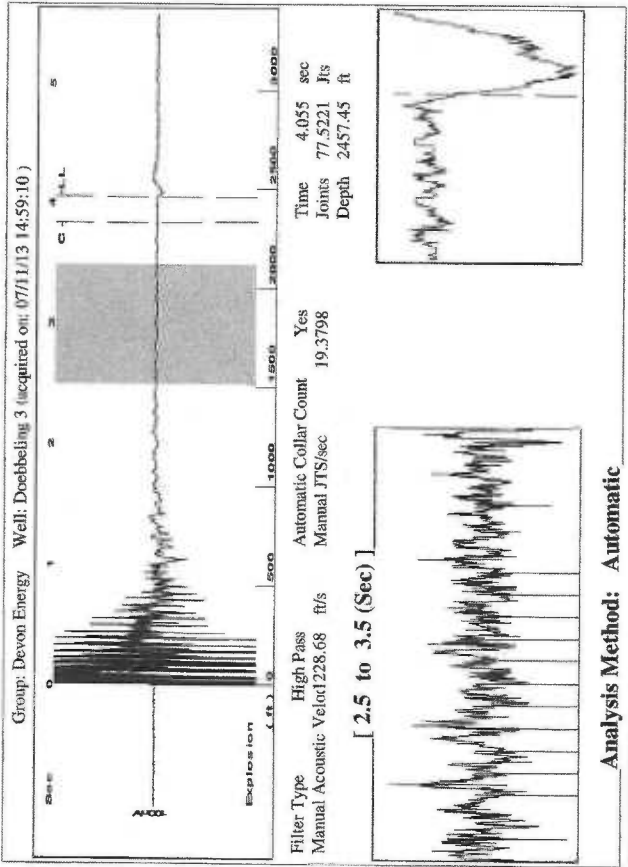 Group: Devon Energy Well: Doebbeling 3 (acquired on: 07/11/13 14:59:10 )
Sec 0 1 2 3 4 5
C LL
Explosion ( ft ) 0 500 1000 1500 2000 2500 3000
Filter Type High Pass Automatic Collar Count Yes Time 4.055 sec
Manual Acoustic Veloci228.68 ft/s Manual JTS/sec 19.3798 Joints 77.5221 Jts
Depth 2457.45 ft
[ 2.5 to 3.5 (Sec) ]
Analysis Method: Automatic